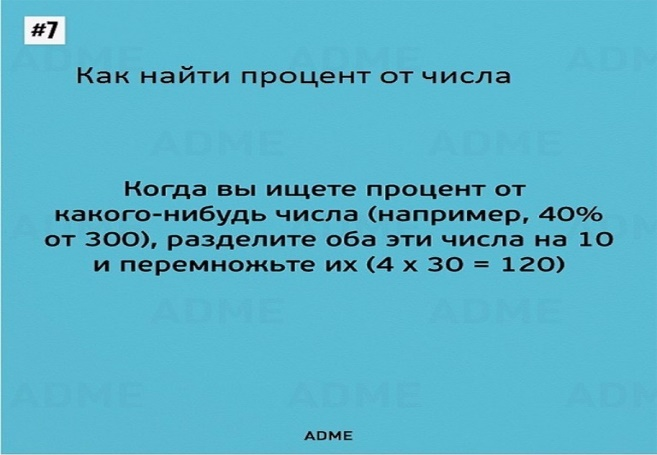 #7
Как найти процент от числа
Когда вы ищете процент от
какого-нибудь числа (например, 40%
от 300), разделите оба эти числа на 10
и перемножьте их (4 x 30 = 120)
ADME